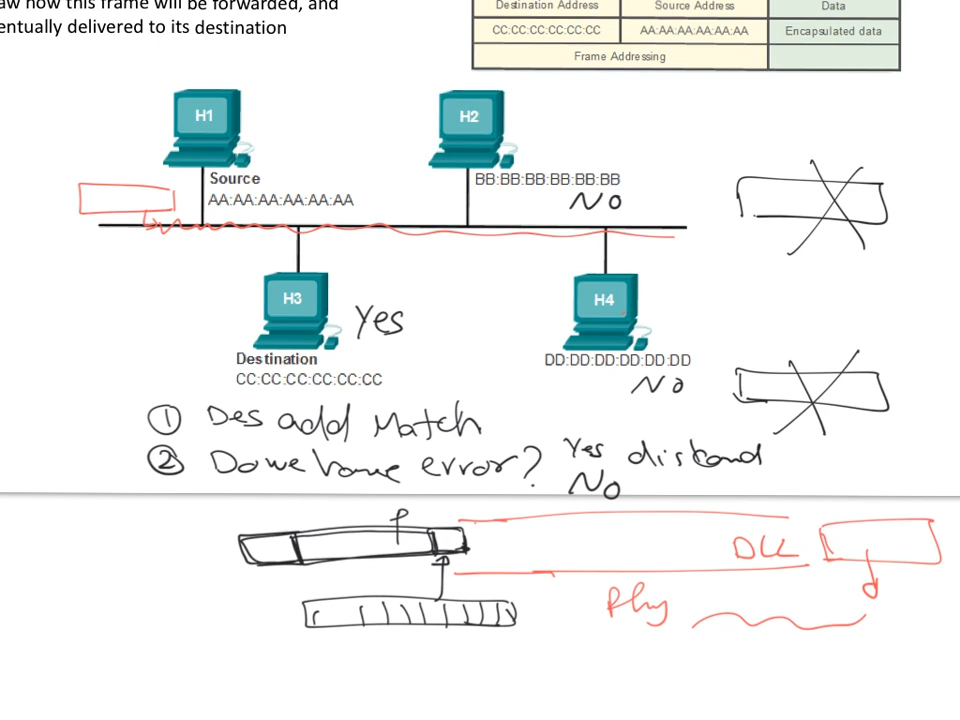 aw how this frame will be forwarded, and
entually delivered to its destination
Destination Address Source Address Data
CC:CC:CC:CC:CC:CC AA:AA:AA:AA:AA:AA Encapsulated data
Frame Addressing
H1
H2
Source
AA:AA:AA:AA:AA:AA
BB:BB:BB:BB:BB:BB
NO
H3
Yes
H4
Destination
CC:CC:CC:CC:CC:CC
DD:DD:DD:DD:DD:DD
NO
① Des add Match
② Do we have error? Yes
No
P
DLL
Phy